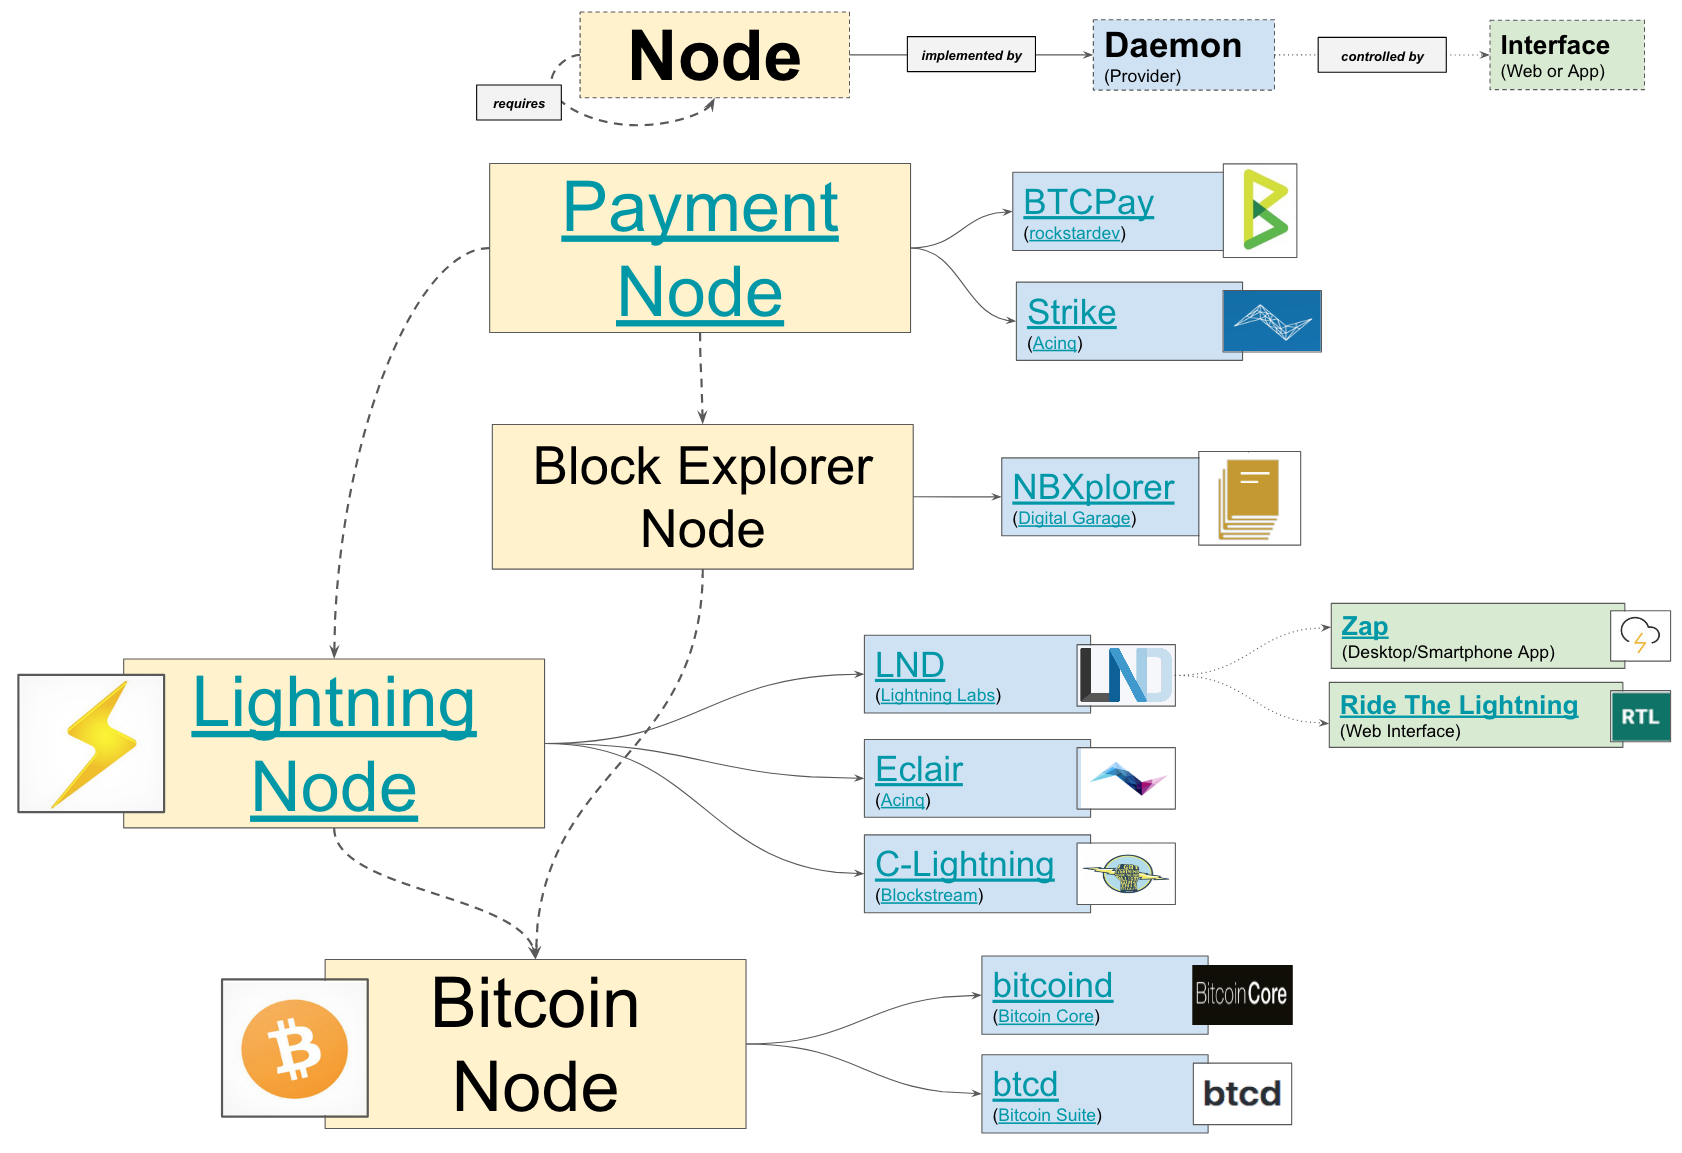 Node
implemented by
Daemon
(Provider)
controlled by
Interface
(Web or App)
requires
Payment
Node
BTCPay
(rockstardev)
Strike
(Acinq)
Block Explorer
Node
NBXplorer
(Digital Garage)
Lightning
Node
LND
(Lightning Labs)
LND
Zap
(Desktop/Smartphone App)
Ride The Lightning
(Web Interface)
RTL
Eclair
(Acinq)
C-Lightning
(Blockstream)
Bitcoin
Node
bitcoind
(Bitcoin Core)
BitcoinCore
btcd
(Bitcoin Suite)
btcd